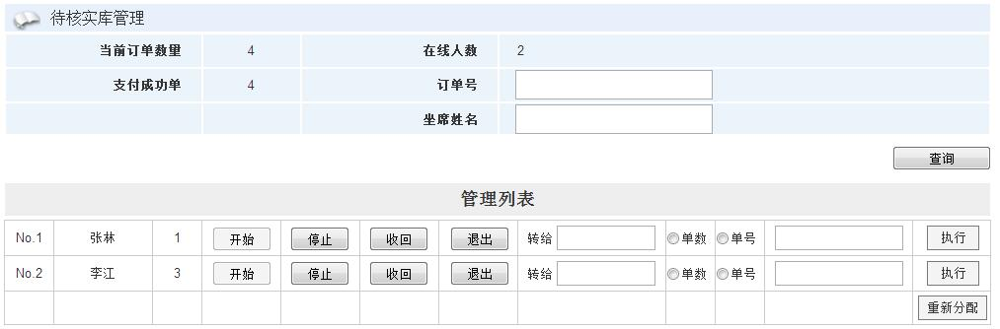 待核实库管理
当前订单数量 4 在线人数 2
支付成功单 4 订单号
坐席姓名
查询
管理列表
No.1 张林 1 开始 停止 收回 退出 转给 单数 单号 执行
No.2 李江 3 开始 停止 收回 退出 转给 单数 单号 执行
重新分配